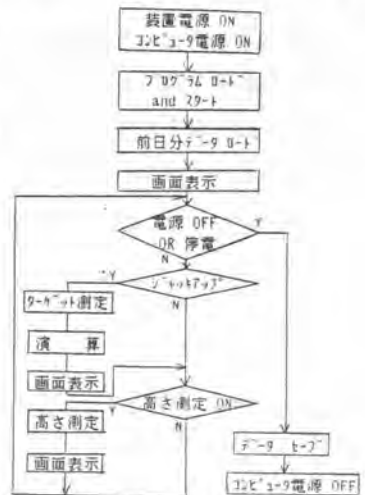 装置電源 ON
コンピュータ電源 ON
プログラム ロード
and スタート
前日分データ ロード
画面表示
電源 OFF
OR 停電
Y
N
ジャッキアップ
Y
N
ターゲット測定
演 算
画面表示
高さ測定 ON
Y
N
高さ測定
画面表示
データ セーブ
コンピュータ電源 OFF